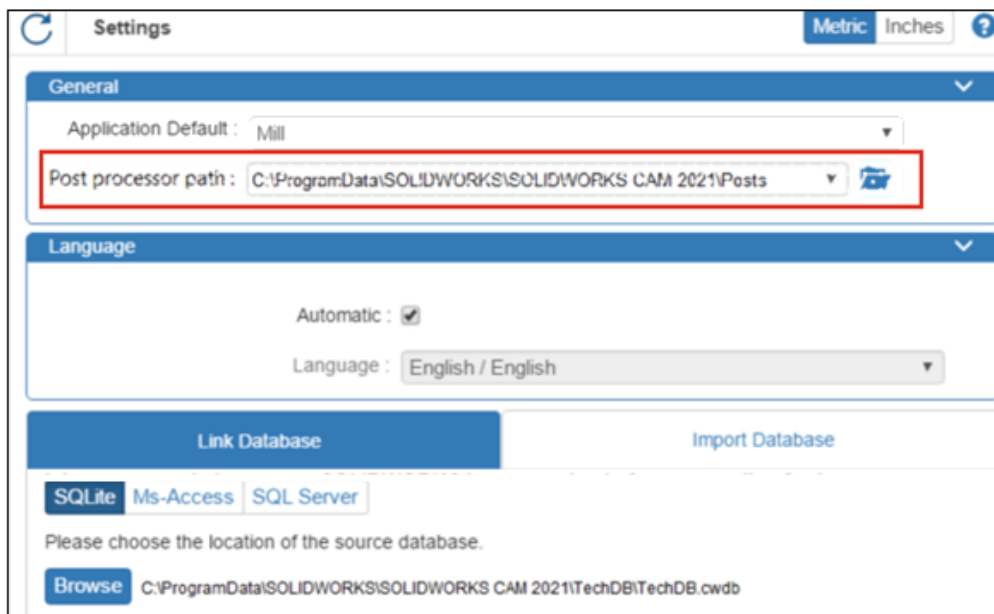 Settings Metric Inches ?
General
Application Default : Mill
Post processor path : C:\ProgramData\SOLIDWORKS\SOLIDWORKS CAM 2021\Posts
Language
Automatic :
Language : English / English
Link Database Import Database
SQLite Ms-Access SQL Server
Please choose the location of the source database.
Browse C:\ProgramData\SOLIDWORKS\SOLIDWORKS CAM 2021\TechDB\TechDB.cwdb